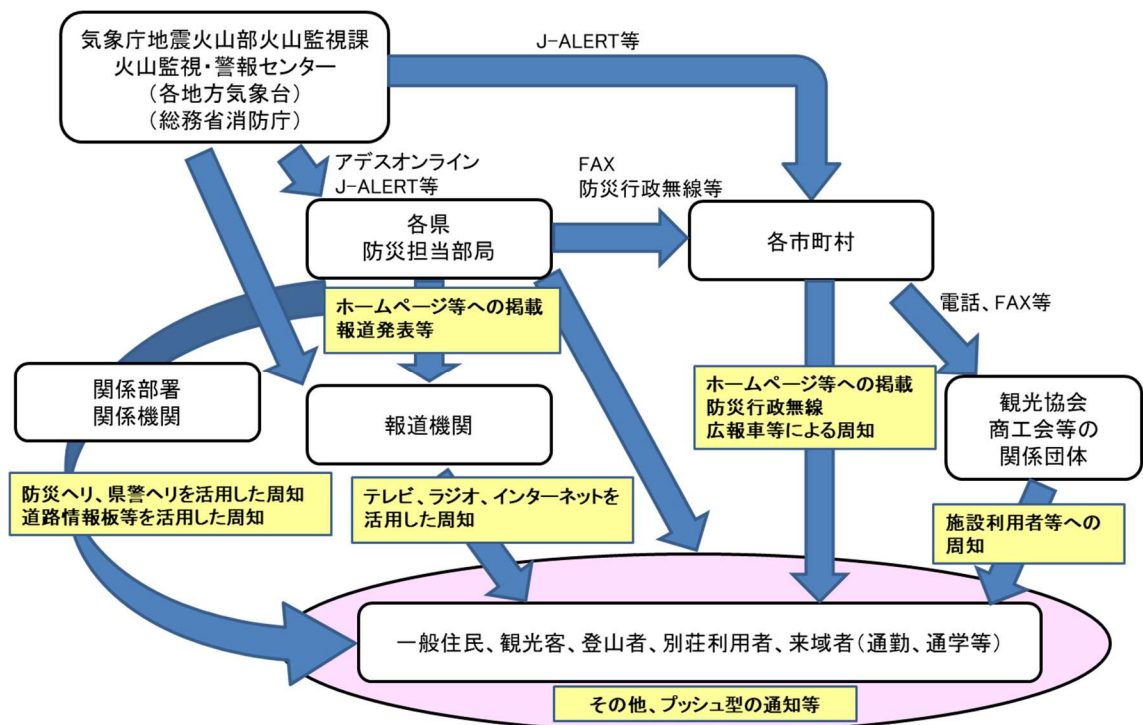 気象庁地震火山部火山監視課
火山監視・警報センター
（各地方気象台）
（総務省消防庁）
J-ALERT等
アデスオンライン
J-ALERT等
FAX
防災行政無線等
各県
防災担当部局
各市町村
ホームページ等への掲載
報道発表等
電話、FAX等
関係部署
関係機関
報道機関
ホームページ等への掲載
防災行政無線
広報車等による周知
観光協会
商工会等の
関係団体
防災ヘリ、県警ヘリを活用した周知
道路情報板等を活用した周知
テレビ、ラジオ、インターネットを
活用した周知
施設利用者等への
周知
一般住民、観光客、登山者、別荘利用者、来域者（通勤、通学等）
その他、プッシュ型の通知等